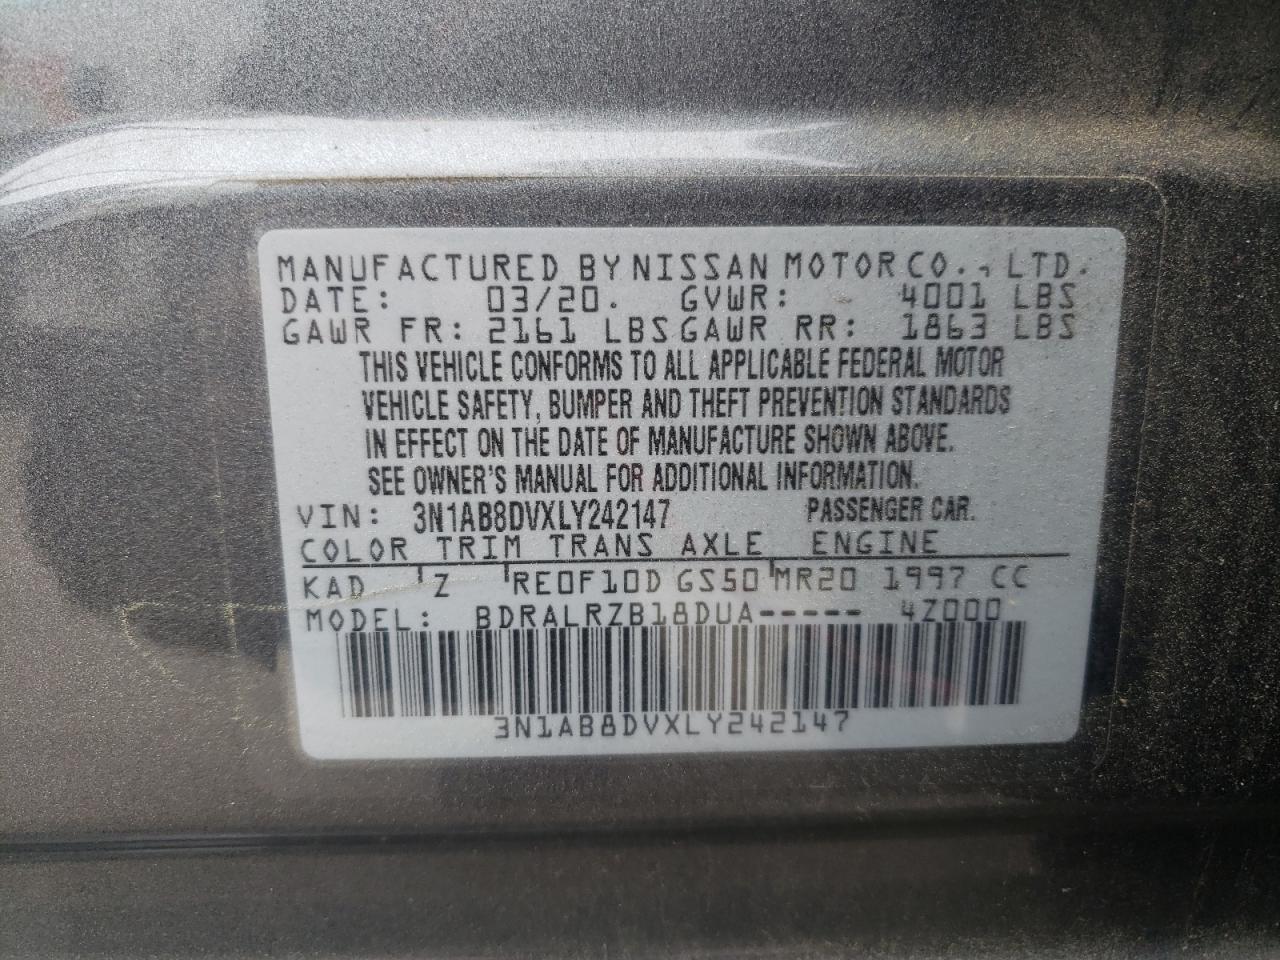 MANUFACTURED BY NISSAN MOTOR CO., LTD.
DATE: 03/20. GVWR: 4001 LBS
GAWR FR: 2161 LBS GAWR RR: 1863 LBS
THIS VEHICLE CONFORMS TO ALL APPLICABLE FEDERAL MOTOR
VEHICLE SAFETY, BUMPER AND THEFT PREVENTION STANDARDS
IN EFFECT ON THE DATE OF MANUFACTURE SHOWN ABOVE.
SEE OWNER'S MANUAL FOR ADDITIONAL INFORMATION.
VIN: 3N1AB8DVXLY242147 PASSENGER CAR.
COLOR TRIM TRANS AXLE ENGINE
KAD Z RE0F10D GS50 MR20 1997 CC
MODEL: BDRALRZB18DUA----- 4Z000
3N1AB8DVXLY242147